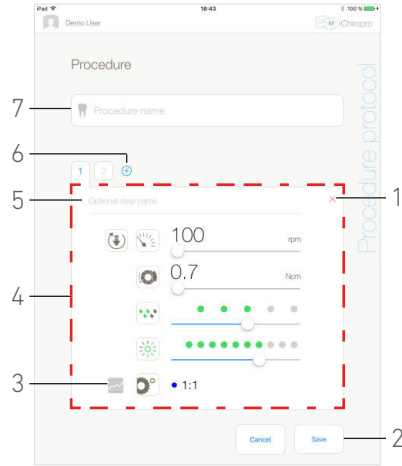 iPad 18:43 100 %
Demo User iChiropro
Procedure
Procedure protocol
7 Procedure name
6
1 2
5 Optional step name 1
100 rpm
4 0.7 Ncm
3 1:1
Cancel Save 2